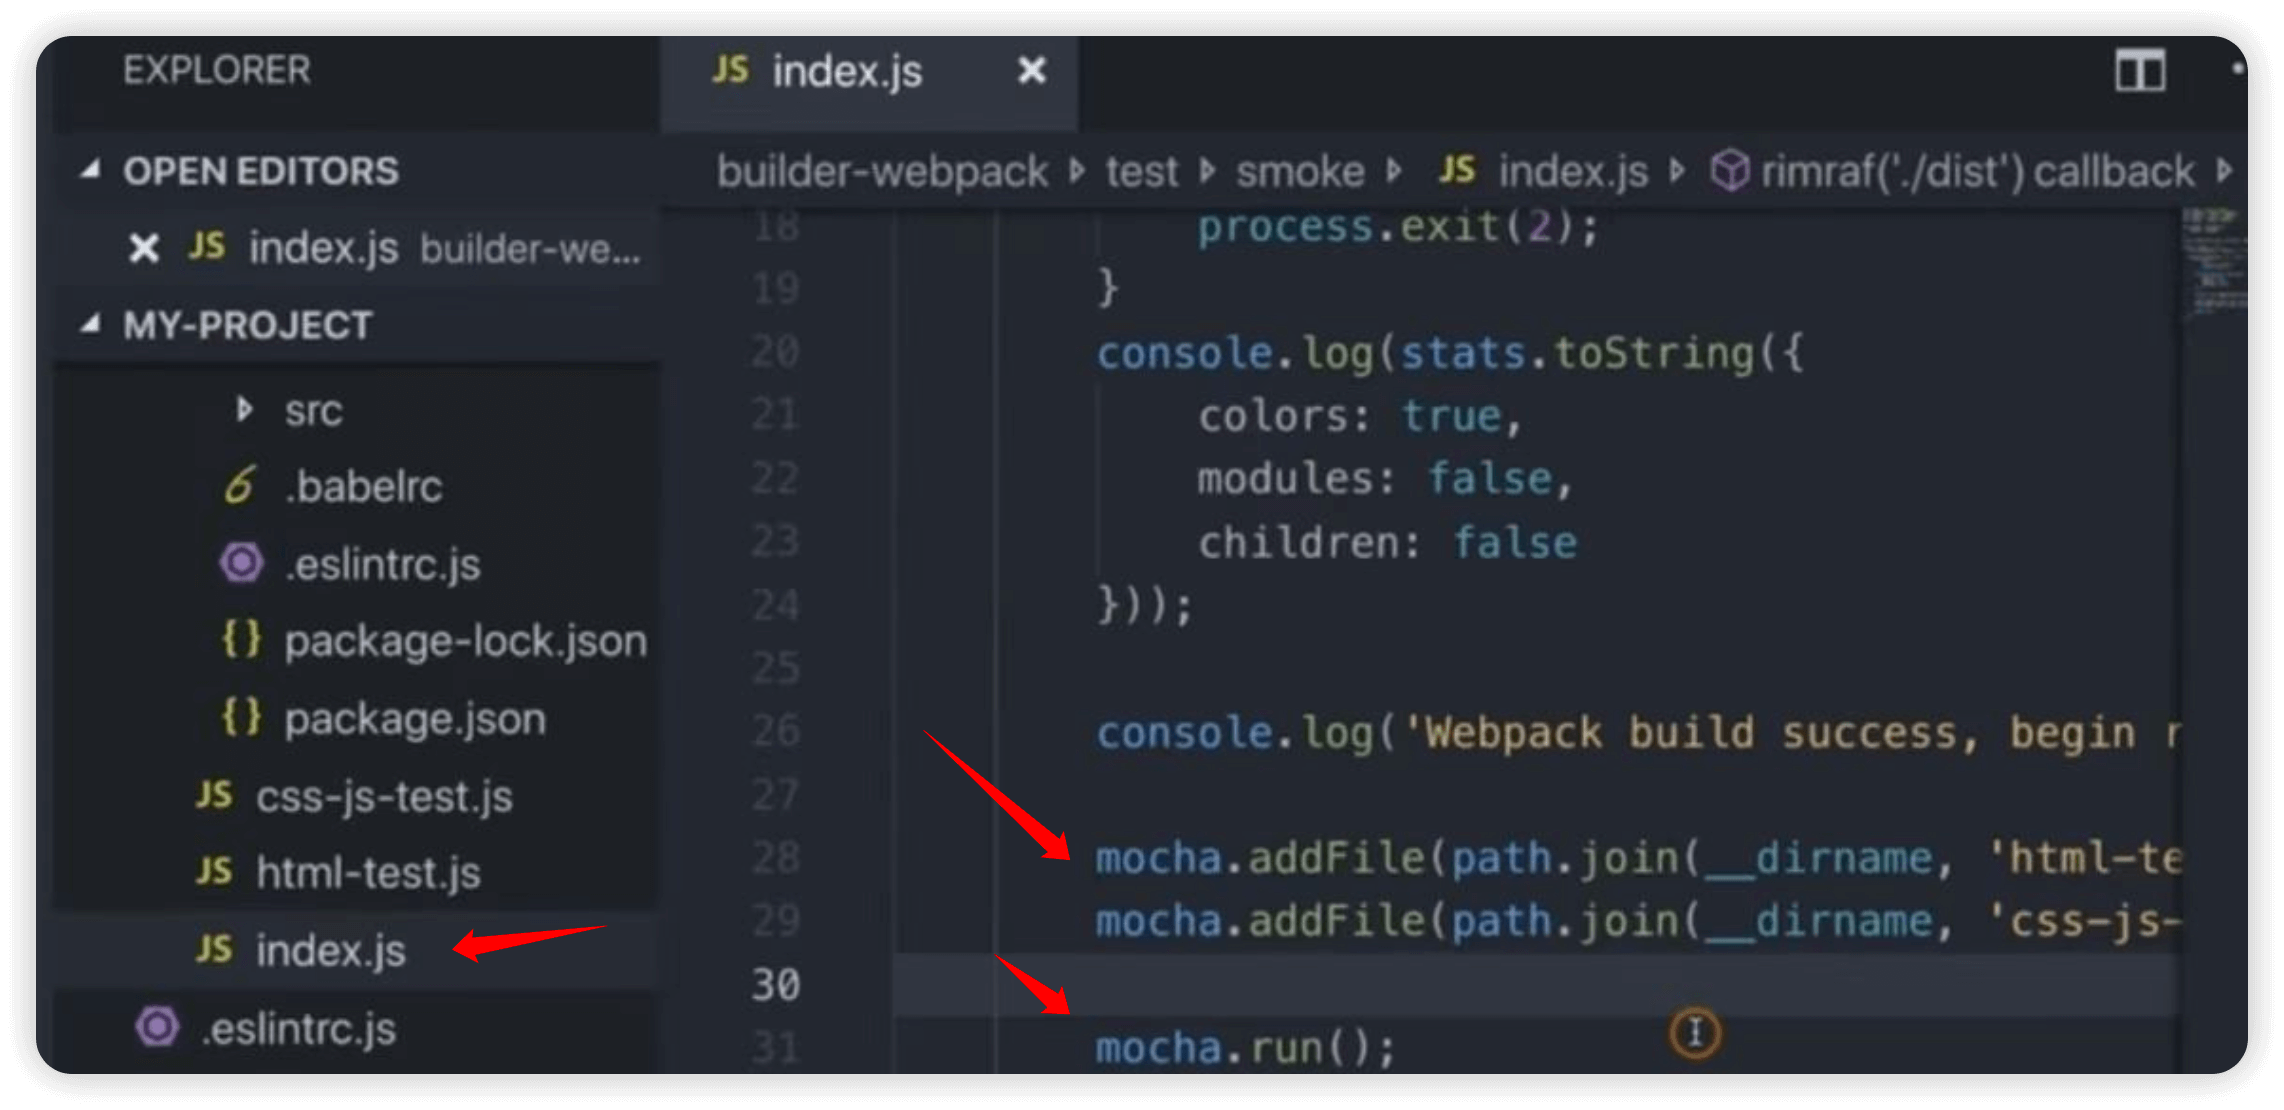 EXPLORER
OPEN EDITORS
JS index.js builder-we...
MY-PROJECT
src
.babelrc
.eslintrc.js
{} package-lock.json
{} package.json
JS css-js-test.js
JS html-test.js
JS index.js
.eslintrc.js
JS index.js
builder-webpack test smoke JS index.js rimraf('./dist') callback
18 process.exit(2);
19 }
20 console.log(stats.toString({
21 colors: true,
22 modules: false,
23 children: false
24 }));
25
26 console.log('Webpack build success, begin r
27
28 mocha.addFile(path.join(__dirname, 'html-te
29 mocha.addFile(path.join(__dirname, 'css-js-
30
31 mocha.run();